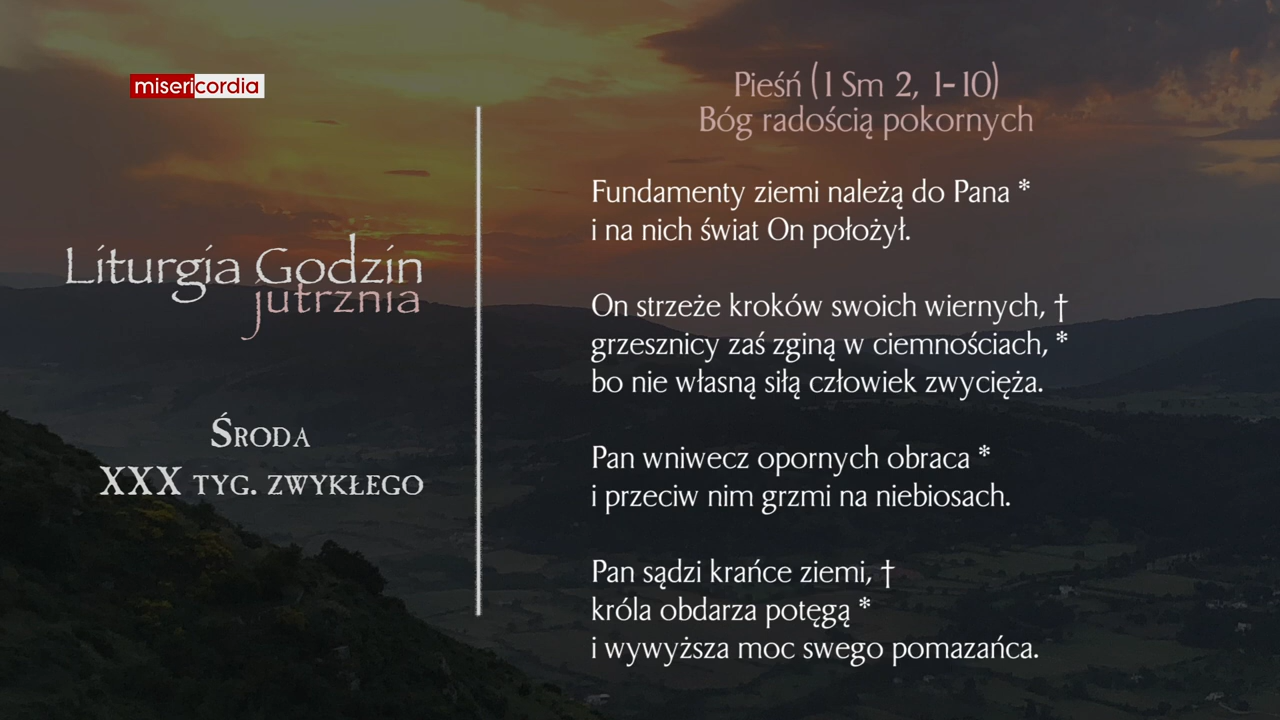 misericordia
Liturgia Godzin
jutrznia
Środa
XXX tyg. zwykłego
Pieśń (1 Sm 2, 1-10)
Bóg radością pokornych
Fundamenty ziemi należą do Pana *
i na nich świat On położył.
On strzeże kroków swoich wiernych, †
grzesznicy zaś zginą w ciemnościach, *
bo nie własną siłą człowiek zwycięża.
Pan wniwecz opornych obraca *
i przeciw nim grzmi na niebiosach.
Pan sądzi krańce ziemi, †
króla obdarza potęgą *
i wywyższa moc swego pomazańca.